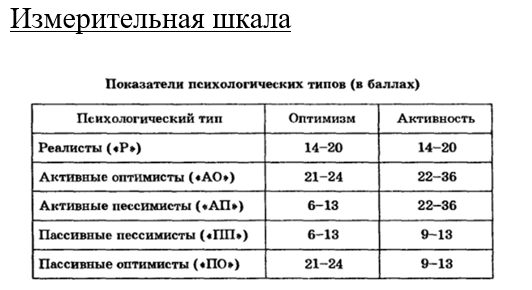 Измерительная шкала
Показатели психологических типов (в баллах)
Психологический тип Оптимизм Активность
Реалисты («Р») 14–20 14–20
Активные оптимисты («АО») 21–24 22–36
Активные пессимисты («АП») 6–13 22–36
Пассивные пессимисты («ПП») 6–13 9–13
Пассивные оптимисты («ПО») 21–24 9–13